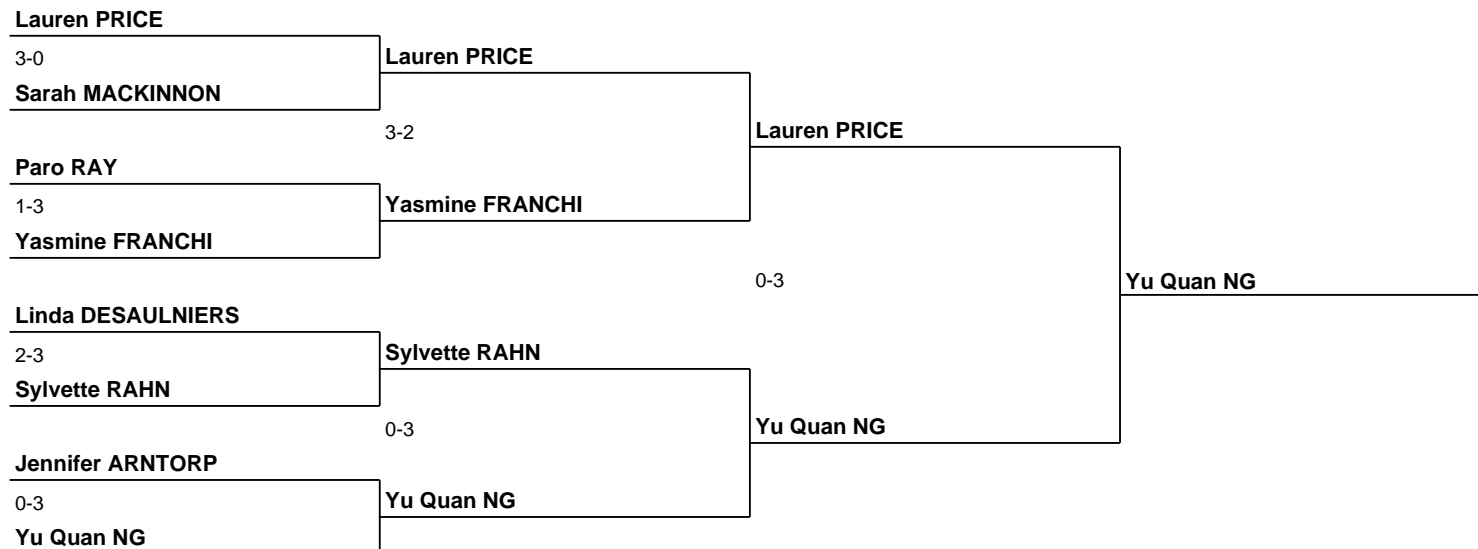 Lauren PRICE
3-0
Lauren PRICE
Sarah MACKINNON
3-2
Lauren PRICE
Paro RAY
1-3
Yasmine FRANCHI
Yasmine FRANCHI
0-3
Yu Quan NG
Linda DESAULNIERS
2-3
Sylvette RAHN
Sylvette RAHN
0-3
Yu Quan NG
Jennifer ARNTORP
0-3
Yu Quan NG
Yu Quan NG